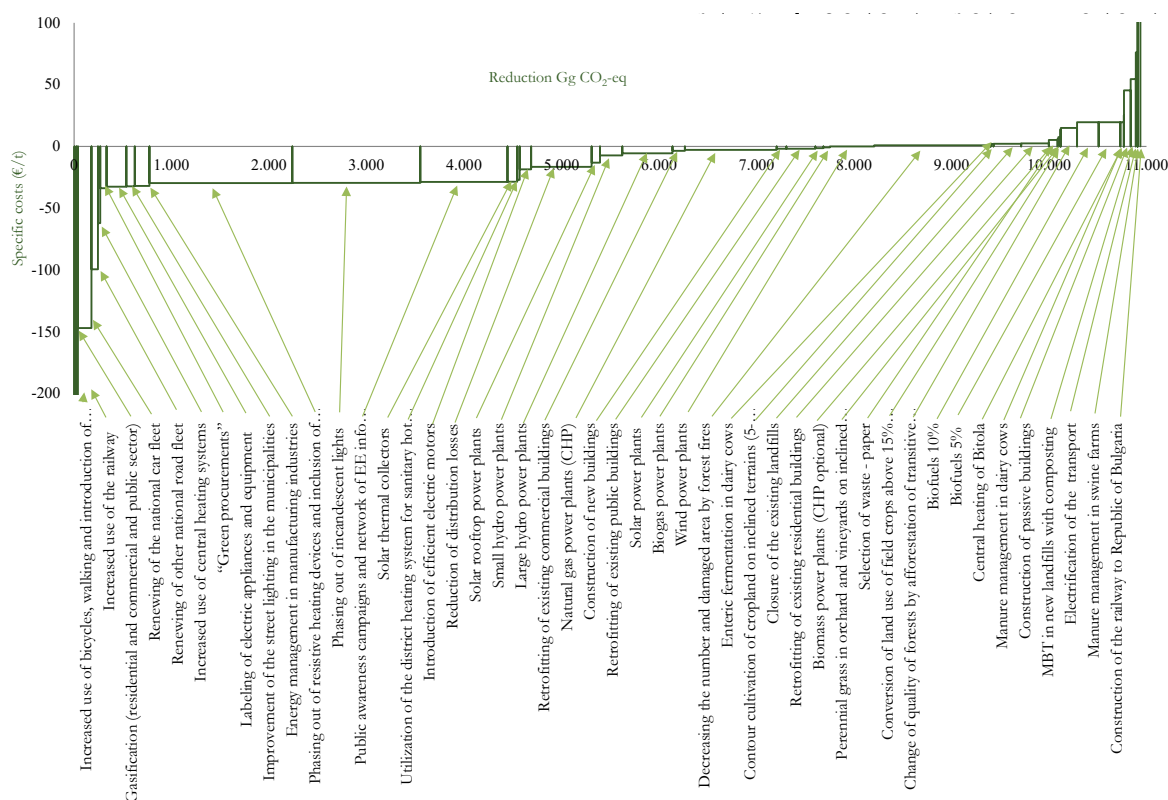 100
50
0
-50
-100
-150
-200
Specific costs (€/t)
Reduction Gg CO₂-eq
0
1.000
2.000
3.000
4.000
5.000
6.000
7.000
8.000
9.000
10.000
11.000
Increased use of bicycles, walking and introduction of…
Increased use of the railway
Gasification (residential and commercial and public sector)
Renewing of the national car fleet
Renewing of other national road fleet
Increased use of central heating systems
“Green procurements”
Labeling of electric appliances and equipment
Improvement of the street lighting in the municipalities
Energy management in manufacturing industries
Phasing out of resistive heating devices and inclusion of…
Phasing out of incandescent lights
Public awareness campaigns and network of EE info…
Solar thermal collectors
Utilization of the district heating system for sanitary hot…
Introduction of efficient electric motors
Reduction of distribution losses
Solar rooftop power plants
Small hydro power plants
Large hydro power plants
Retrofitting of existing commercial buildings
Natural gas power plants (CHP)
Construction of new buildings
Retrofitting of existing public buildings
Solar power plants
Biogas power plants
Wind power plants
Decreasing the number and damaged area by forest fires
Enteric fermentation in dairy cows
Contour cultivation of cropland on inclined terrains (5-…
Closure of the existing landfills
Retrofitting of existing residential buildings
Biomass power plants (CHP optional)
Perennial grass in orchard and vineyards on inclined…
Selection of waste - paper
Conversion of land use of field crops above 15%…
Change of quality of forests by afforestation of transitive…
Biofuels 10%
Biofuels 5%
Central heating of Bitola
Manure management in dairy cows
Construction of passive buildings
MBT in new landfills with composting
Electrification of the transport
Manure management in swine farms
Construction of the railway to Republic of Bulgaria